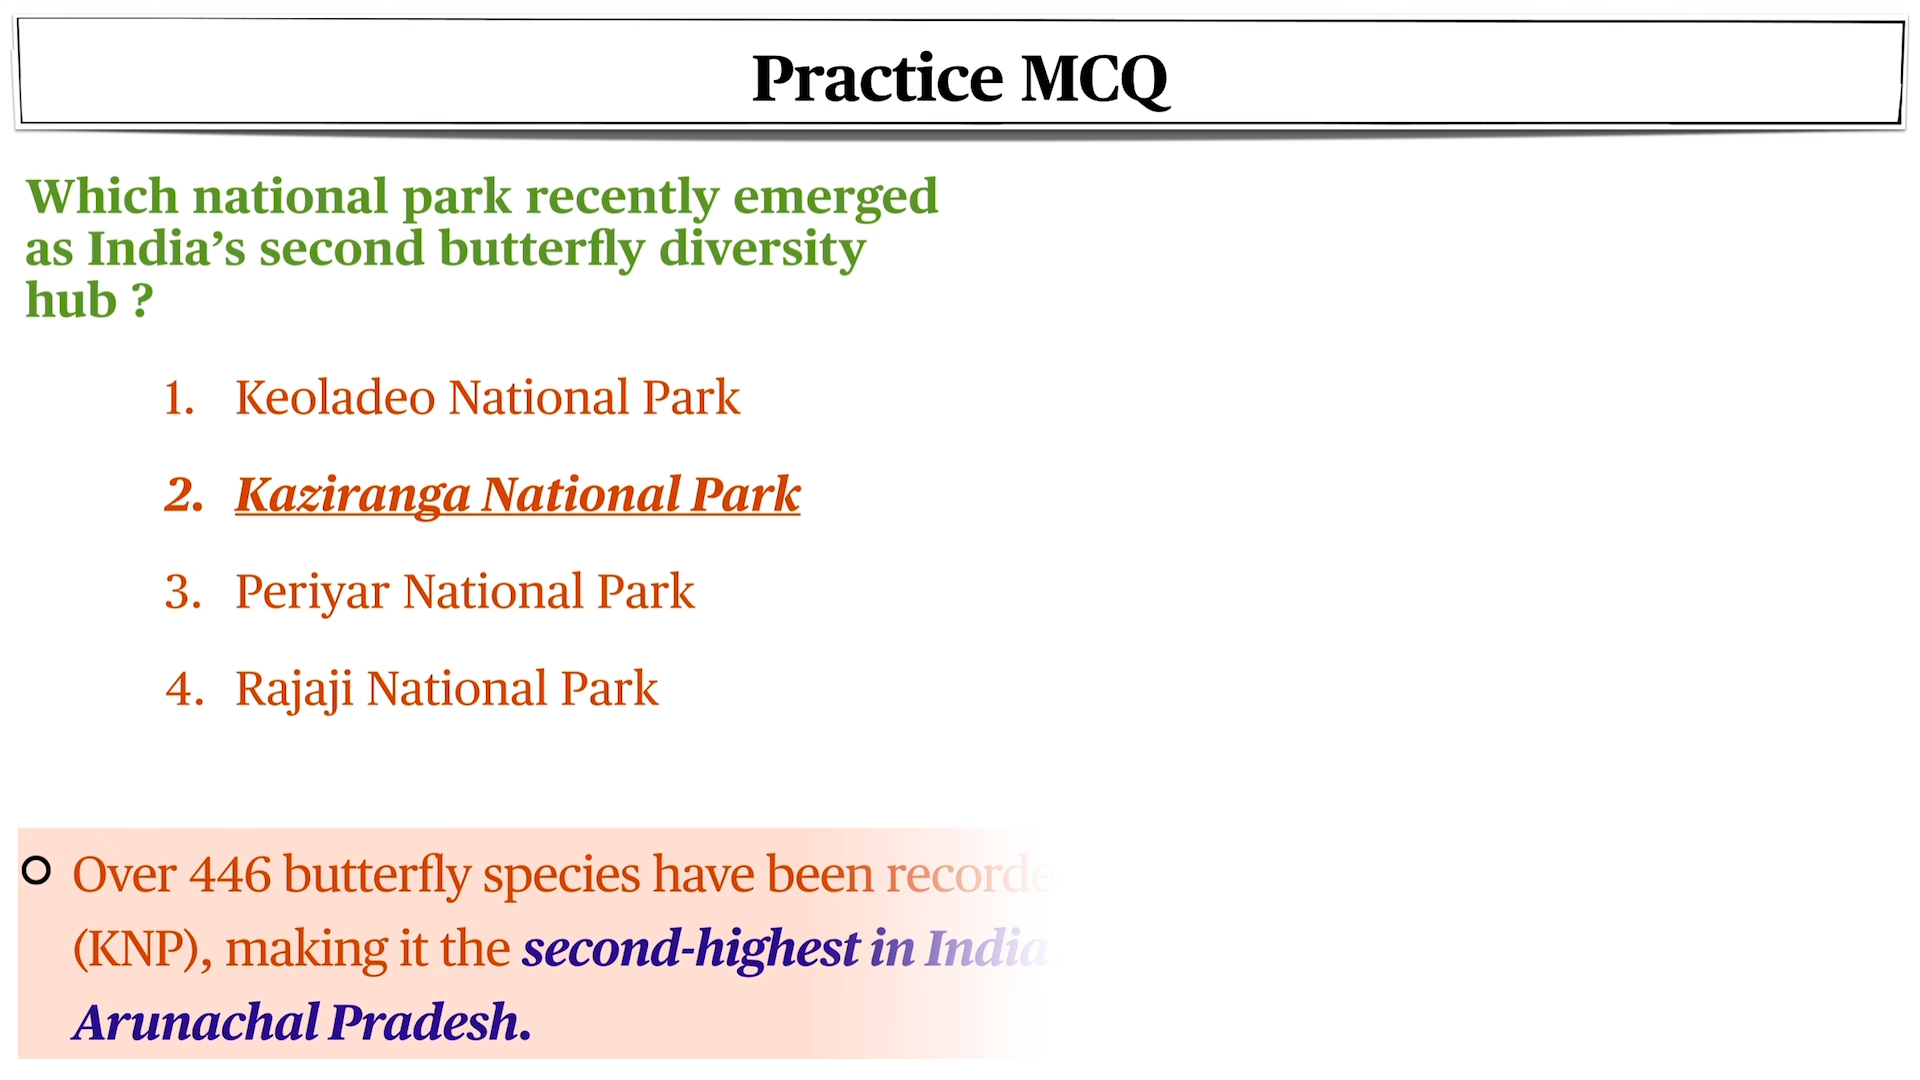 Practice MCQ
Which national park recently emerged
as India’s second butterfly diversity
hub ?
1. Keoladeo National Park
2. Kaziranga National Park
3. Periyar National Park
4. Rajaji National Park
Over 446 butterfly species have been
(KNP), making it the second-highest in India
Arunachal Pradesh.